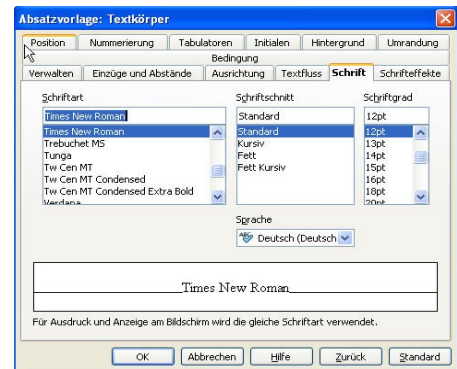 Absatzvorlage: Textkörper
Position Nummerierung Tabulatoren Initialen Hintergrund Umrandung
Bedingung
Verwalten Einzüge und Abstände Ausrichtung Textfluss Schrift Schrifteffekte
Schriftart Schriftschnitt Schriftgrad
Times New Roman Standard 12pt
Times New Roman Standard 12pt
Trebuchet MS Kursiv 13pt
Tunga Fett 14pt
Tw Cen MT Fett Kursiv 15pt
Tw Cen MT Condensed 16pt
Tw Cen MT Condensed Extra Bold 18pt
Verdana 20pt
Sprache
ABC Deutsch (Deutsch
Times New Roman
Für Ausdruck und Anzeige am Bildschirm wird die gleiche Schriftart verwendet.
OK Abbrechen Hilfe Zurück Standard